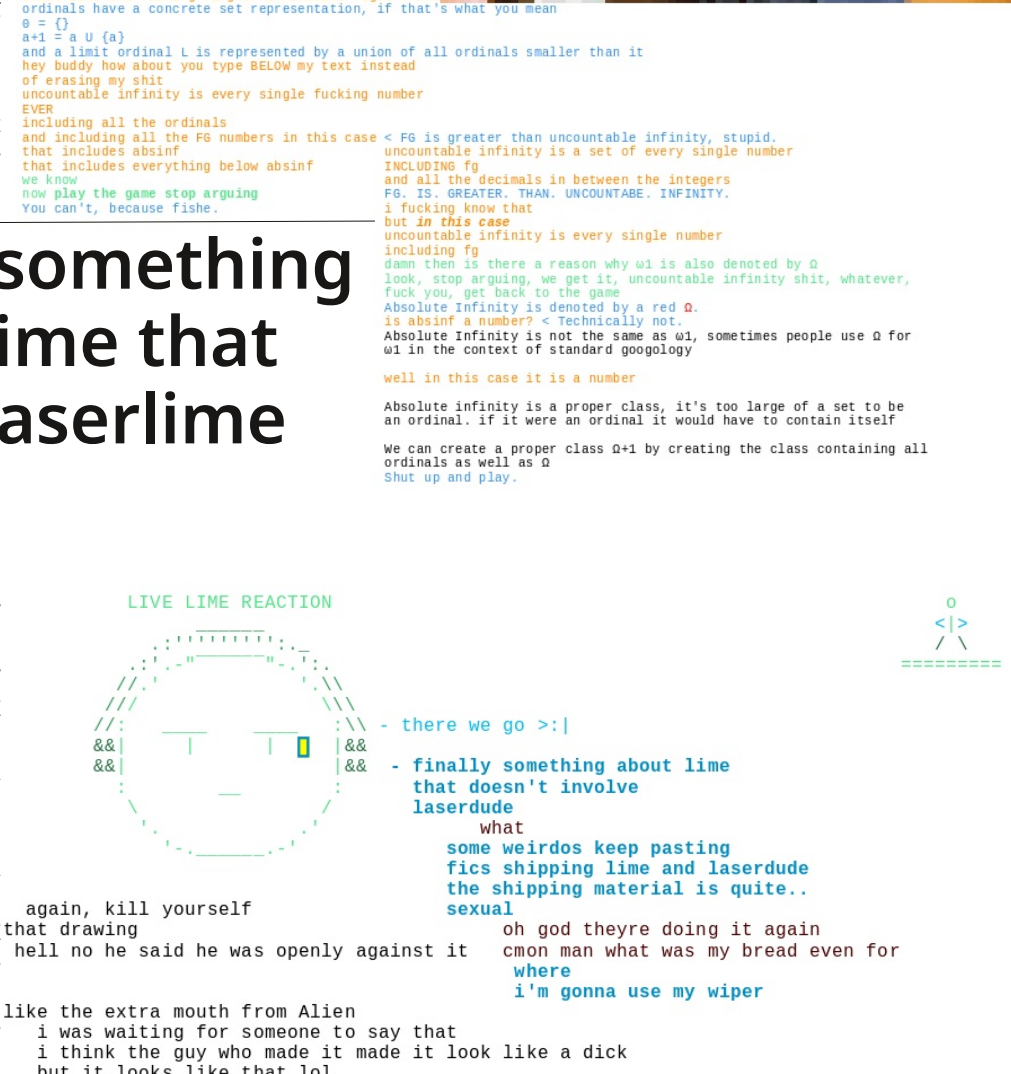 ordinals have a concrete set representation, if that's what you mean
0 = {}
a+1 = a U {a}
and a limit ordinal L is represented by a union of all ordinals smaller than it
hey buddy how about you type BELOW my text instead
of erasing my shit
uncountable infinity is every single fucking number
EVER
including all the ordinals
and including all the FG numbers in this case < FG is greater than uncountable infinity, stupid.
that includes absinf
that includes everything below absinf
we know
now play the game stop arguing
You can't, because fishe.
uncountable infinity is a set of every single number
INCLUDING fg
and all the decimals in between the integers
FG. IS. GREATER. THAN. UNCOUNTABE. INFINITY.
i fucking know that
but in this case
uncountable infinity is every single number
including fg
damn then is there a reason why ω1 is also denoted by Ω
look, stop arguing, we get it, uncountable infinity shit, whatever,
fuck you, get back to the game
Absolute Infinity is denoted by a red Ω.
is absinf a number? < Technically not.
Absolute Infinity is not the same as ω1, sometimes people use Ω for
ω1 in the context of standard googology
well in this case it is a number
Absolute infinity is a proper class, it's too large of a set to be
an ordinal. if it were an ordinal it would have to contain itself
We can create a proper class Ω+1 by creating the class containing all
ordinals as well as Ω
Shut up and play.
something
ime that
aserlime
LIVE LIME REACTION
- there we go >:|
- finally something about lime
that doesn't involve
laserdude
what
some weirdos keep pasting
fics shipping lime and laserdude
the shipping material is quite..
sexual
oh god theyre doing it again
cmon man what was my bread even for
where
i'm gonna use my wiper
again, kill yourself
that drawing
hell no he said he was openly against it
like the extra mouth from Alien
i was waiting for someone to say that
i think the guy who made it made it look like a dick
but it looks like that lol